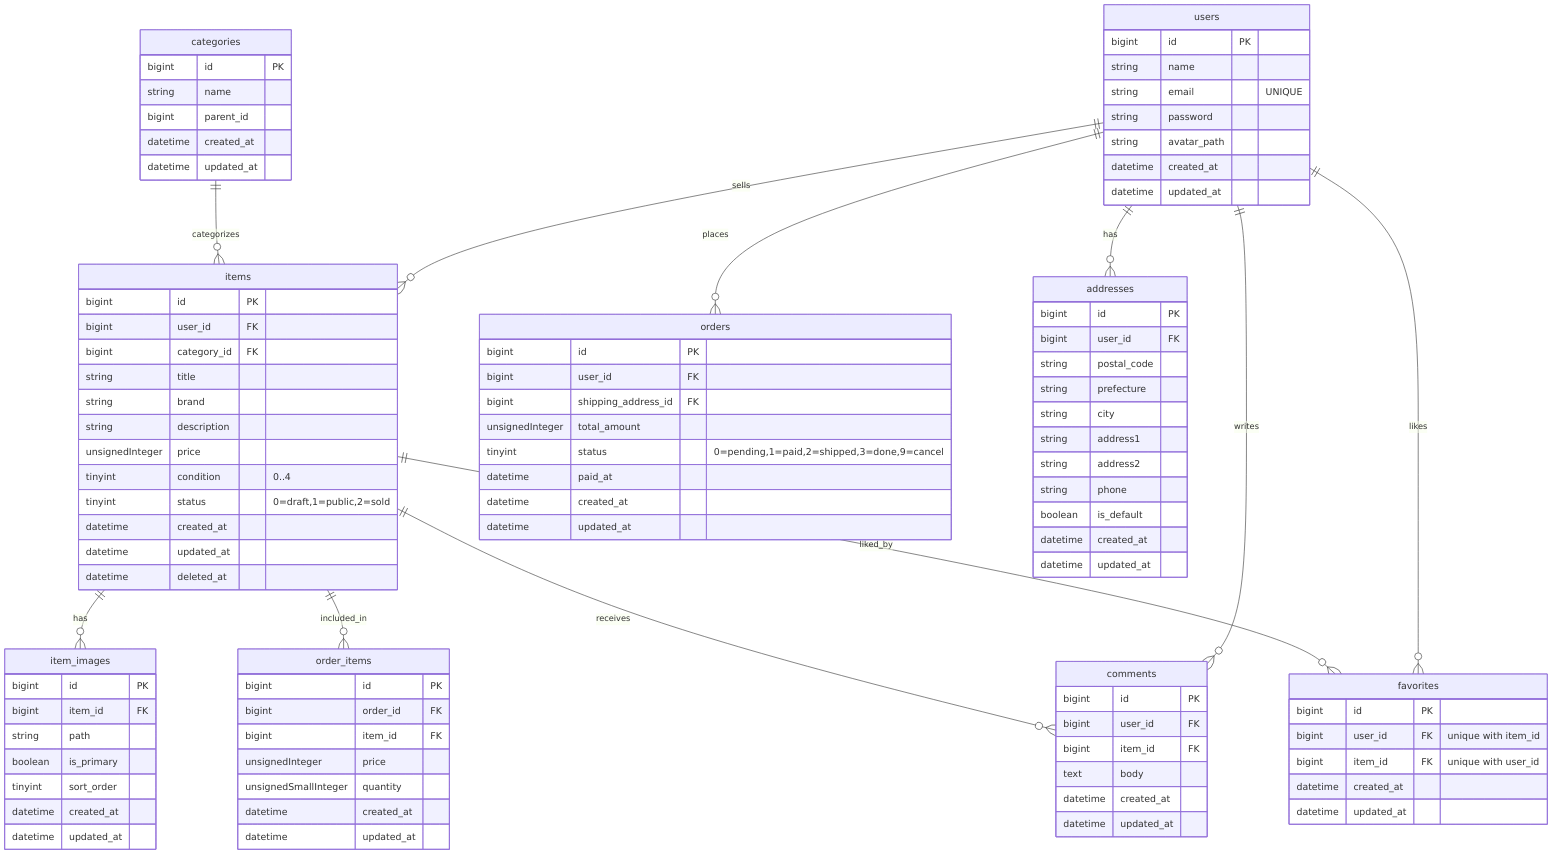 users
bigint id PK
string name
string email UNIQUE
string password
string avatar_path
datetime created_at
datetime updated_at
categories
bigint id PK
string name
bigint parent_id
datetime created_at
datetime updated_at
sells
places
has
categorizes
items
bigint id PK
bigint user_id FK
bigint category_id FK
string title
string brand
string description
unsignedInteger price
tinyint condition 0..4
tinyint status 0=draft,1=public,2=sold
datetime created_at
datetime updated_at
datetime deleted_at
orders
bigint id PK
bigint user_id FK
bigint shipping_address_id FK
unsignedInteger total_amount
tinyint status 0=pending,1=paid,2=shipped,3=done,9=cancel
datetime paid_at
datetime created_at
datetime updated_at
addresses
bigint id PK
bigint user_id FK
string postal_code
string prefecture
string city
string address1
string address2
string phone
boolean is_default
datetime created_at
datetime updated_at
writes
likes
liked_by
has
included_in
receives
item_images
bigint id PK
bigint item_id FK
string path
boolean is_primary
tinyint sort_order
datetime created_at
datetime updated_at
order_items
bigint id PK
bigint order_id FK
bigint item_id FK
unsignedInteger price
unsignedSmallInteger quantity
datetime created_at
datetime updated_at
comments
bigint id PK
bigint user_id FK
bigint item_id FK
text body
datetime created_at
datetime updated_at
favorites
bigint id PK
bigint user_id FK unique with item_id
bigint item_id FK unique with user_id
datetime created_at
datetime updated_at